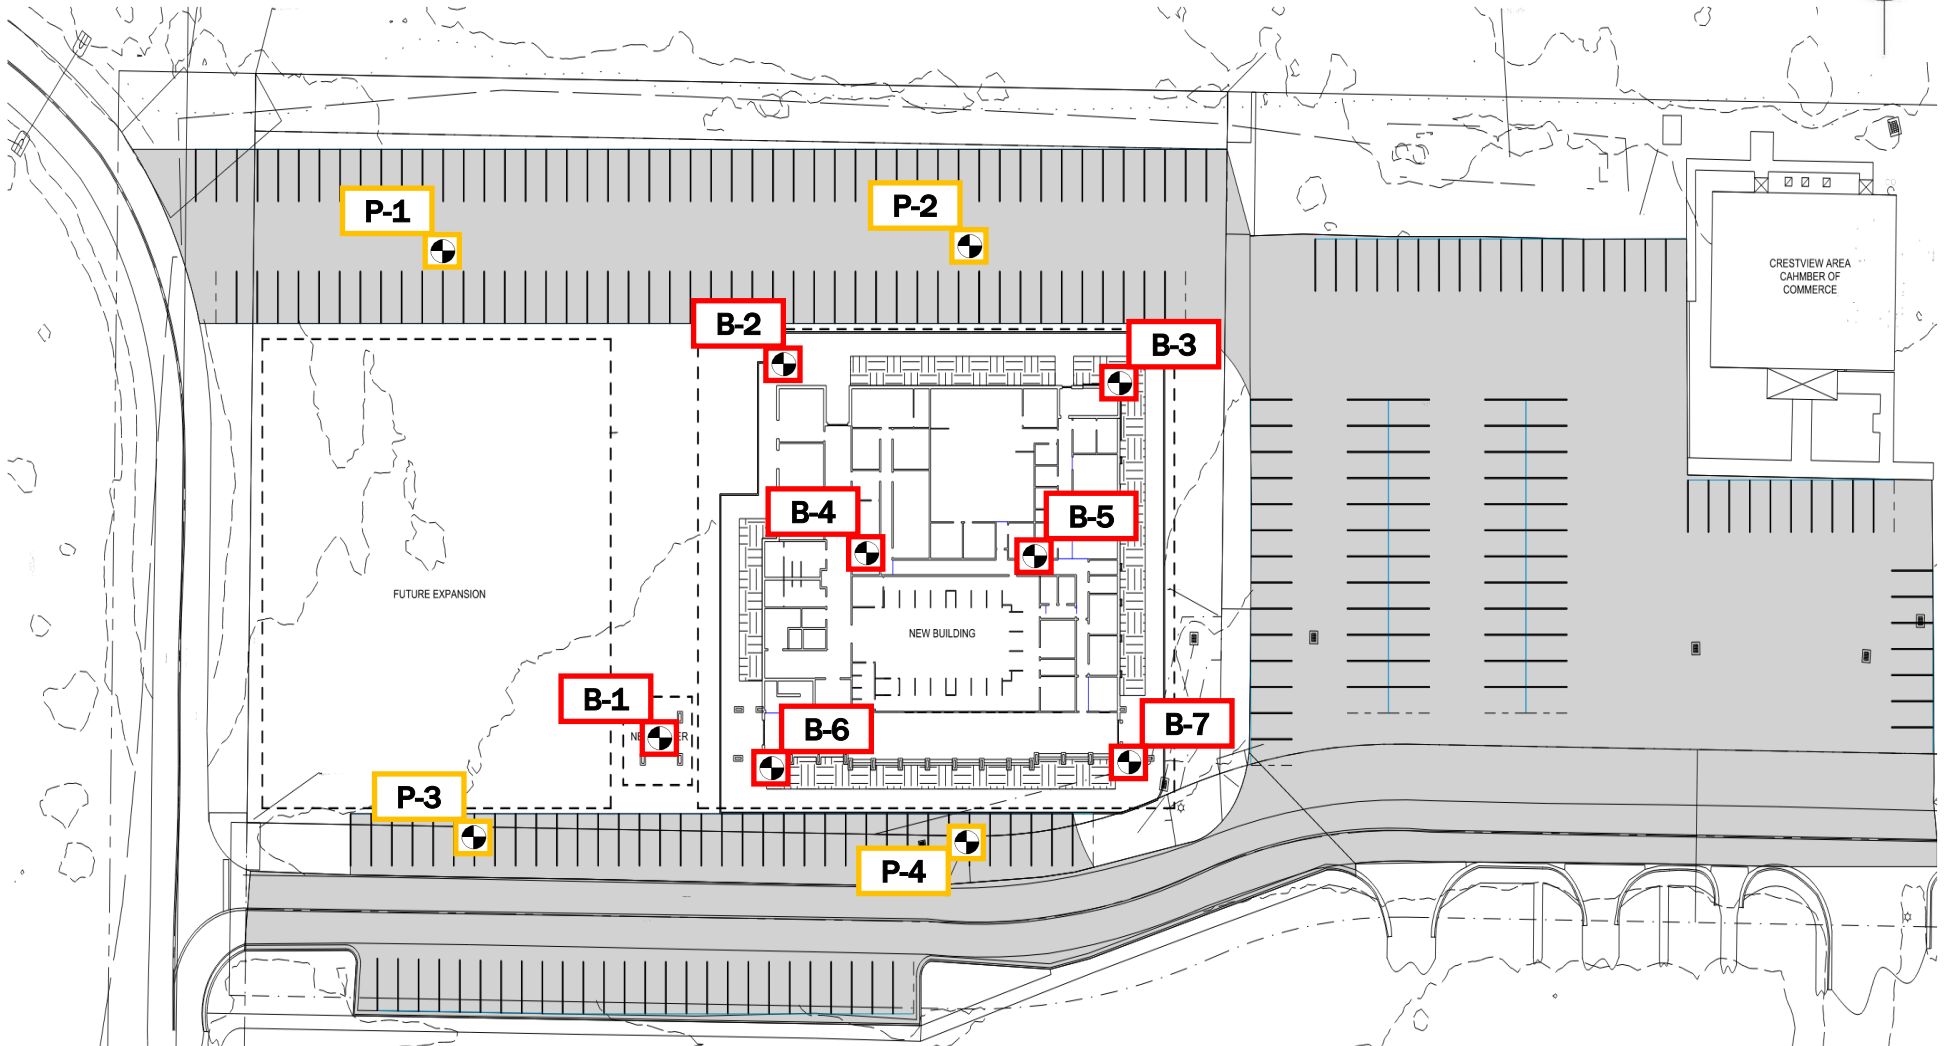 P-1
P-2
B-2
B-3
CRESTVIEW AREA
CAHMBER OF
COMMERCE
B-4
B-5
FUTURE EXPANSION
NEW BUILDING
B-1
B-6
B-7
P-3
P-4